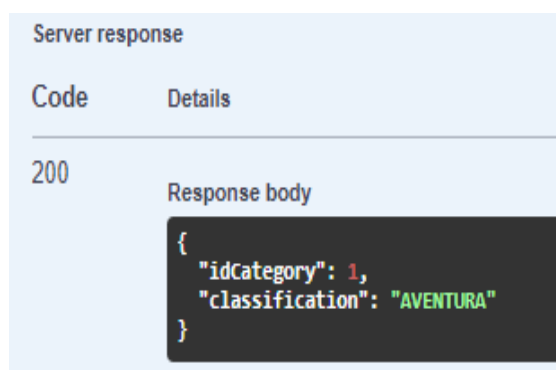 Server response
Code Details
200
Response body
{
"idCategory": 1,
"classification": "AVENTURA"
}